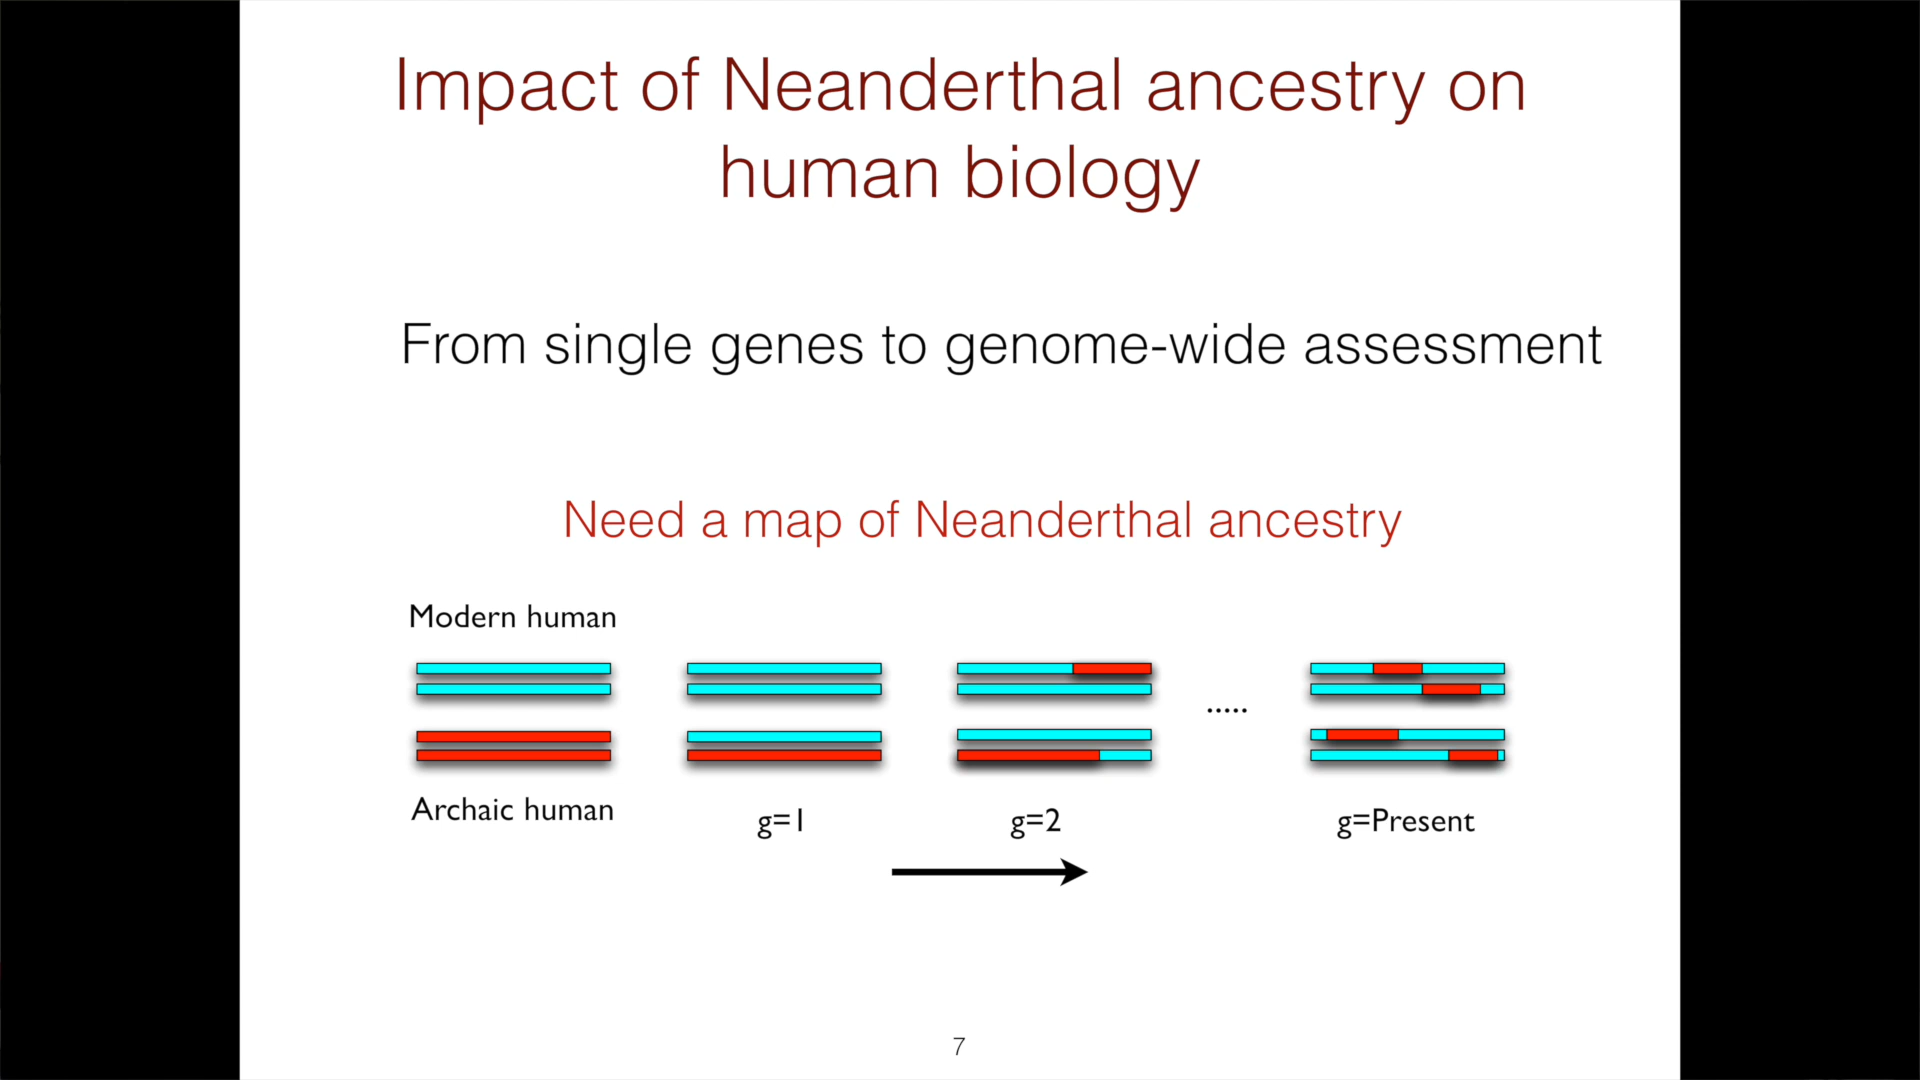 Impact of Neanderthal ancestry on
human biology
From single genes to genome-wide assessment
Need a map of Neanderthal ancestry
Modern human
.....
Archaic human
g=1
g=2
g=Present
7